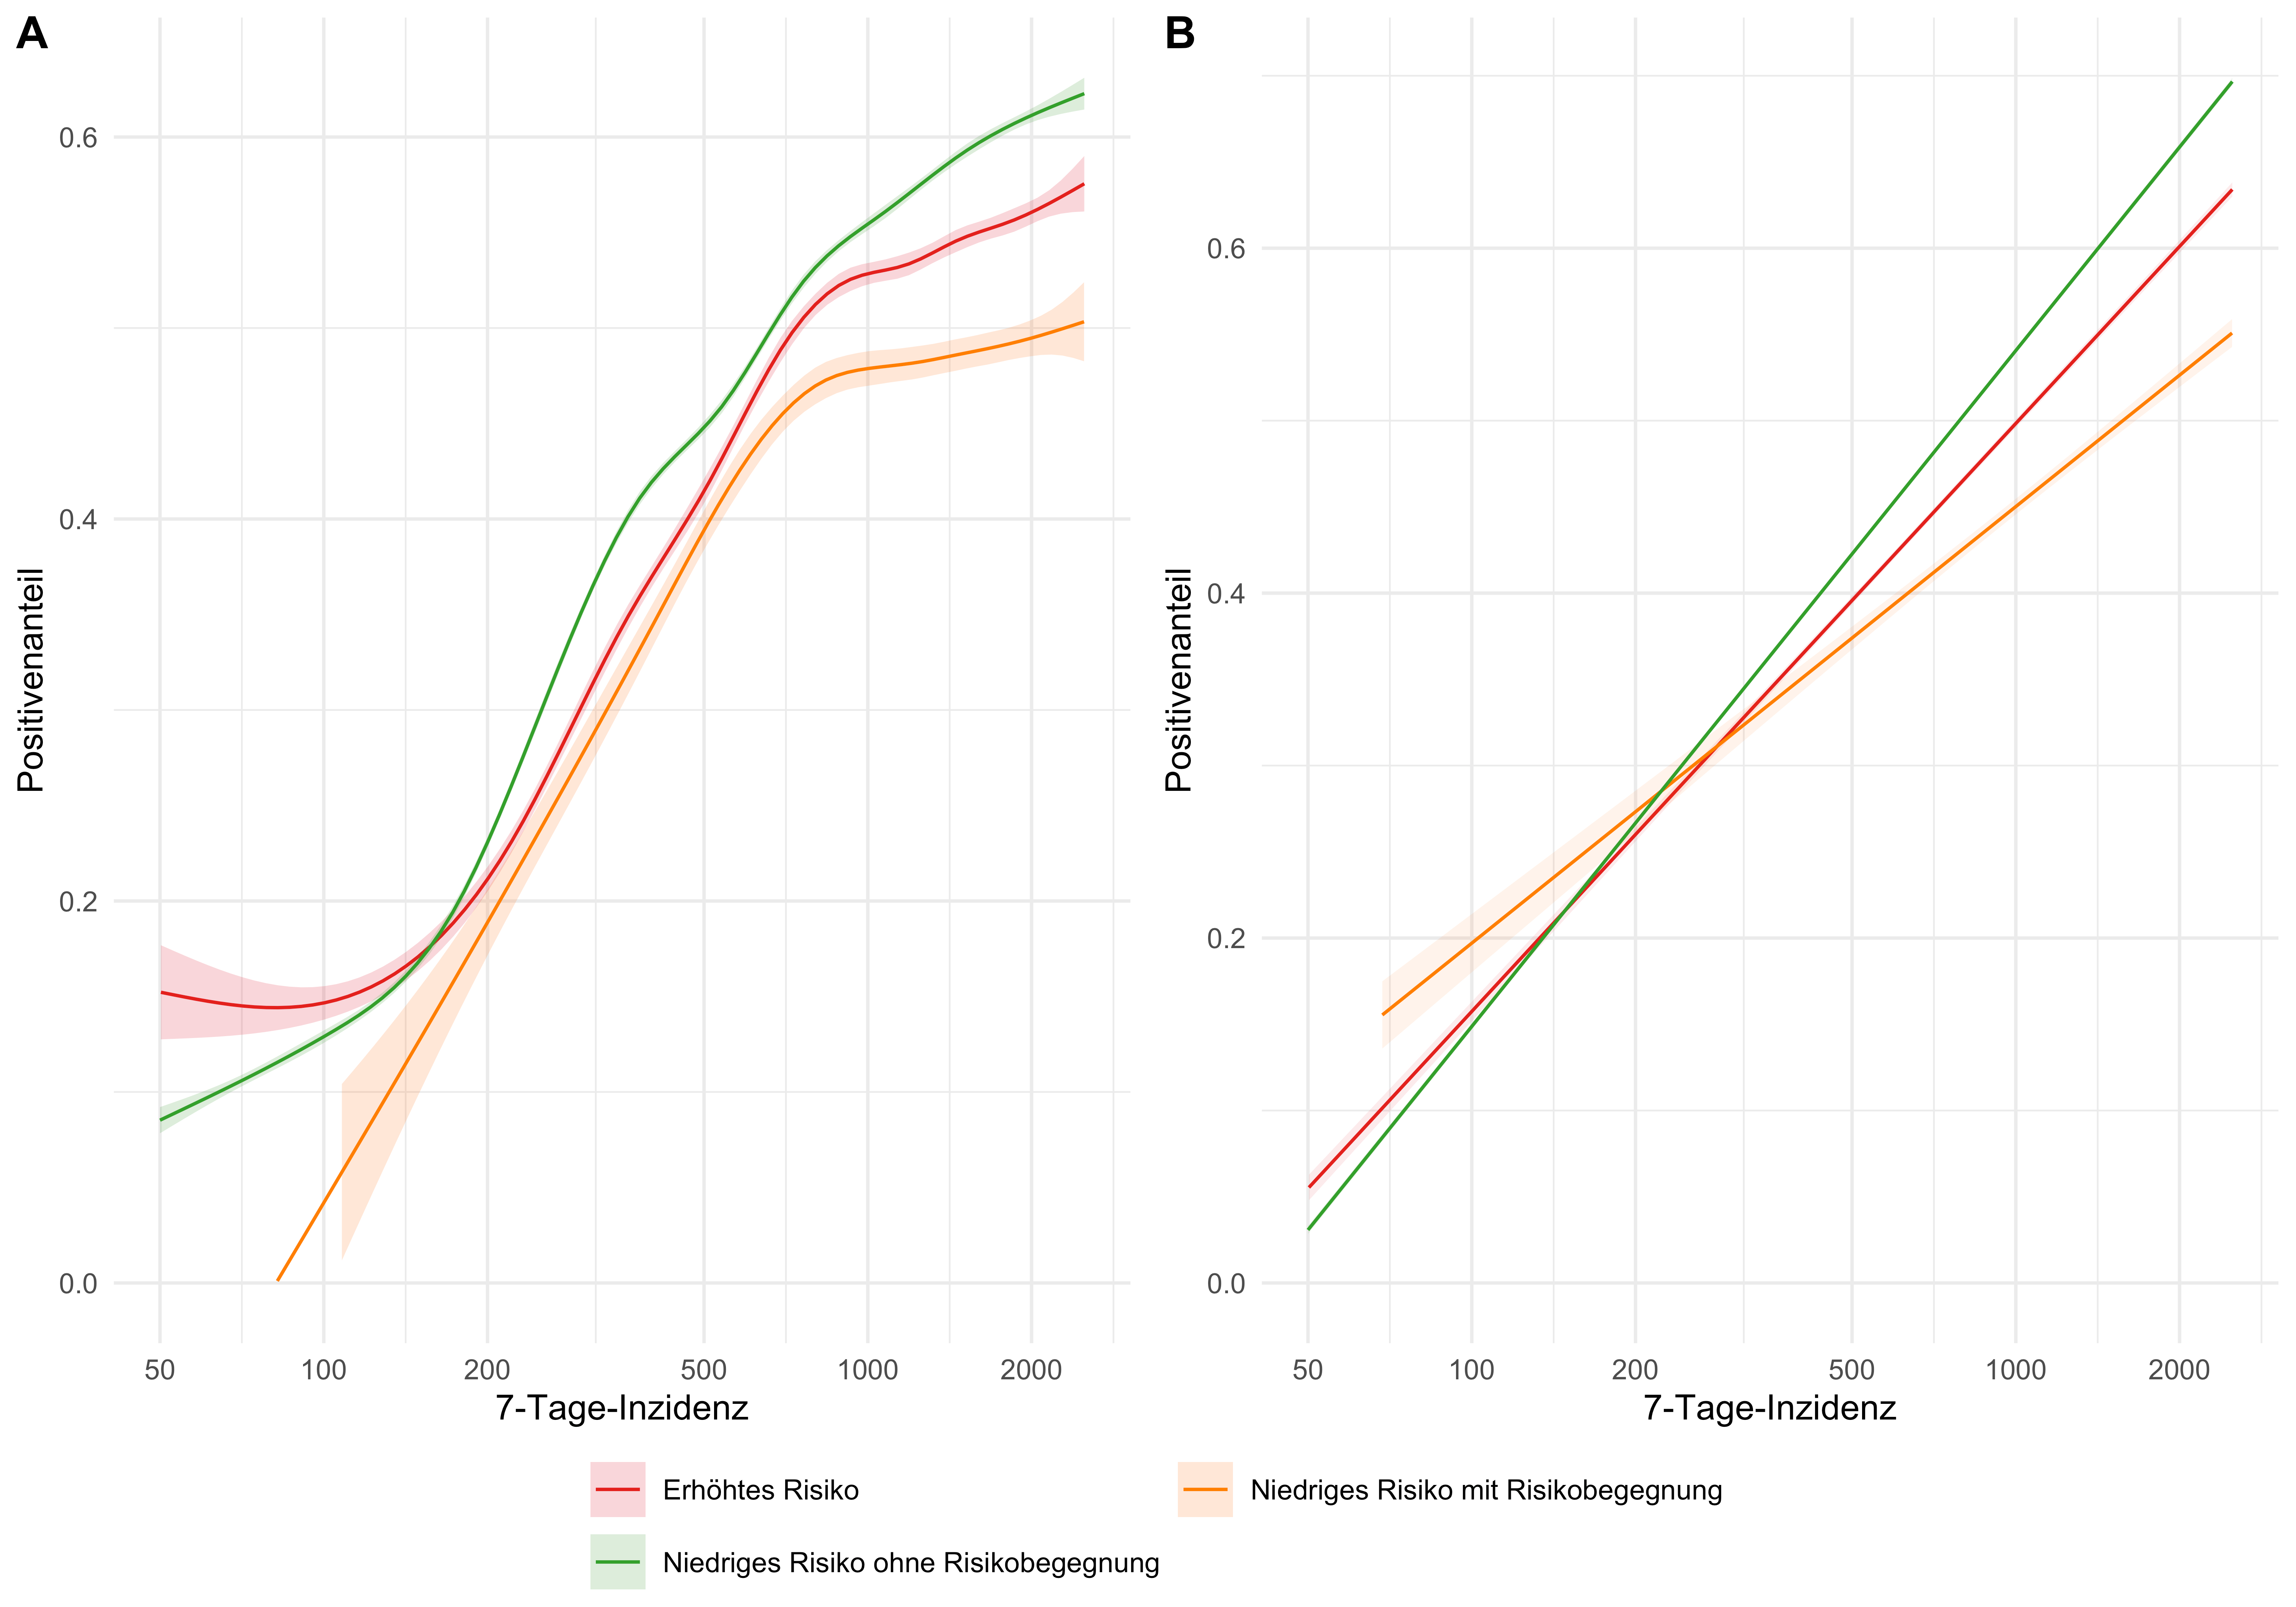 A
0.6
0.4
0.2
0.0
Positivenanteil
50 100 200 500 1000 2000
7-Tage-Inzidenz
B
0.6
0.4
0.2
0.0
Positivenanteil
50 100 200 500 1000 2000
7-Tage-Inzidenz
Erhöhtes Risiko
Niedriges Risiko mit Risikobegegnung
Niedriges Risiko ohne Risikobegegnung